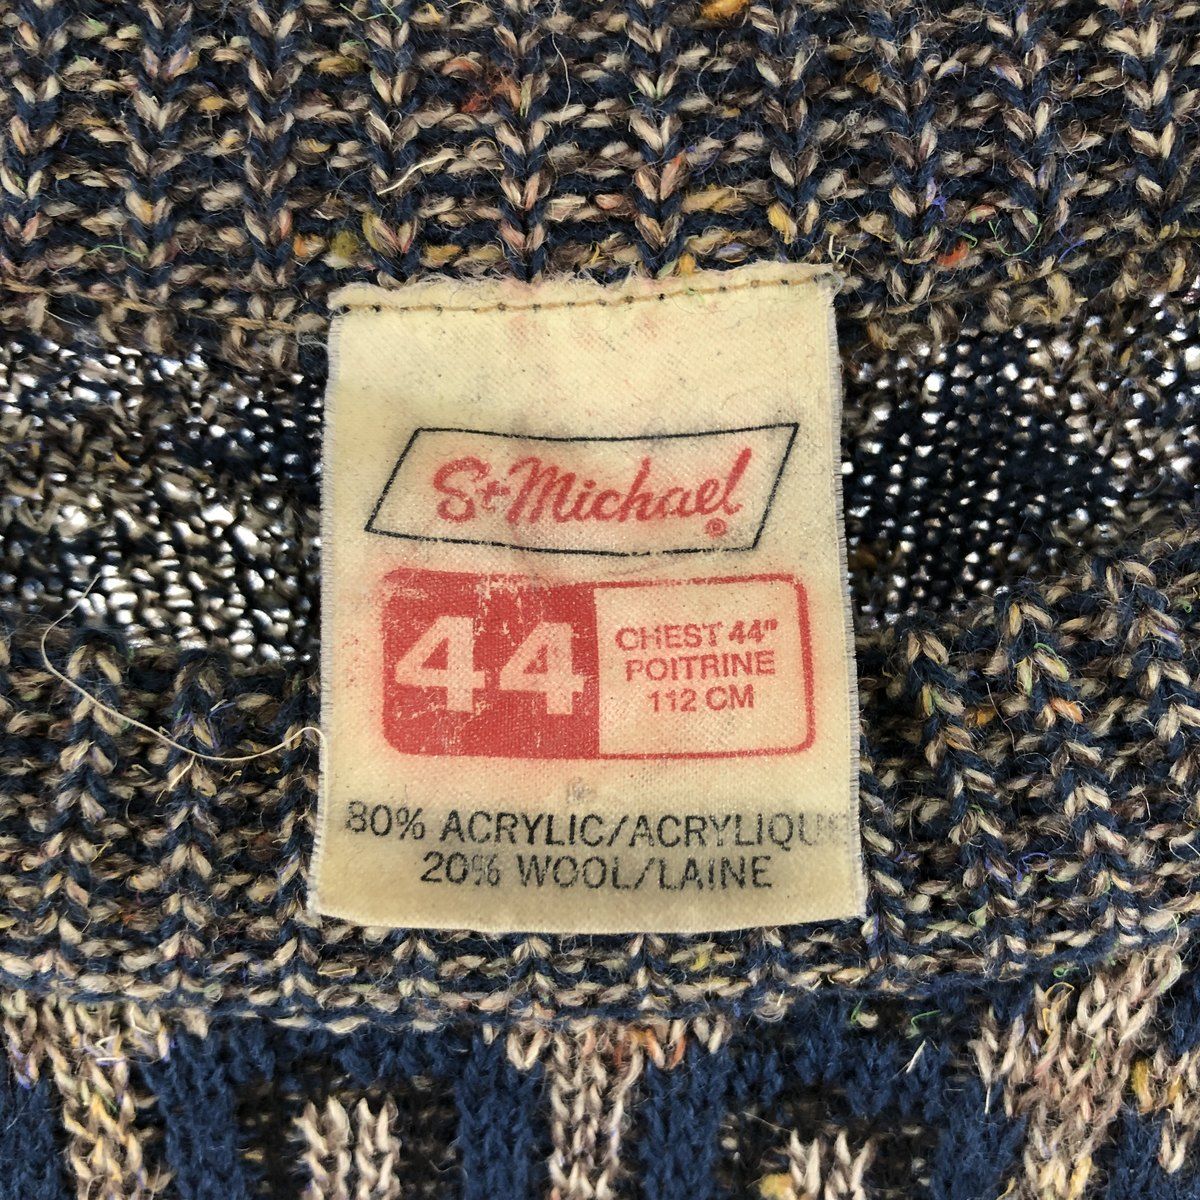 St Michael®
44
CHEST 44"
POITRINE
112 CM
80% ACRYLIC/ACRYLIQUE
20% WOOL/LAINE